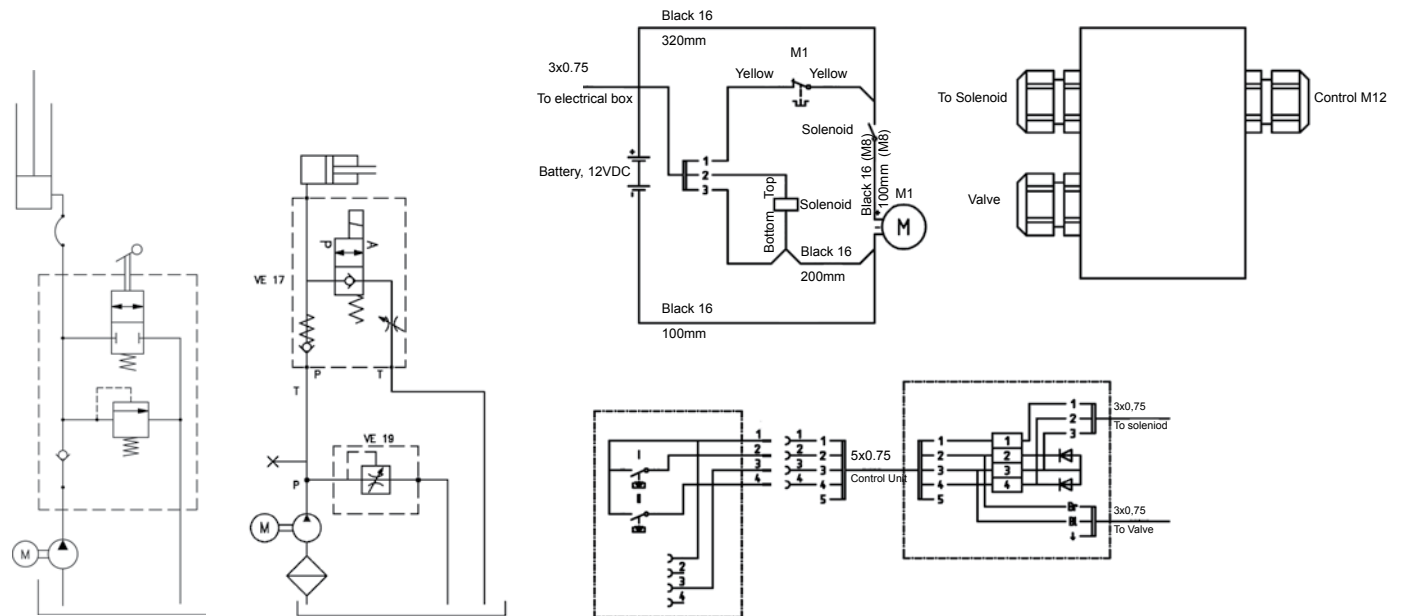 M
VE 17
P
A
P
T
T
VE 19
P
M
Black 16
320mm
M1
3x0.75
Yellow
Yellow
To electrical box
Solenoid
Battery, 12VDC
+
-
1
2
3
Top
Bottom
Solenoid
Black 16 (M8)
100mm (M8)
M1
+
-
M
Black 16
200mm
Black 16
100mm
To Solenoid
Control M12
Valve
I
II
1
2
3
4
2
3
4
1
2
3
4
1
2
3
4
5
5x0.75
Control Unit
1
2
3
4
5
1
2
3
4
1
2
3
3x0,75
To soleniod
Br
Bl
3x0,75
To Valve